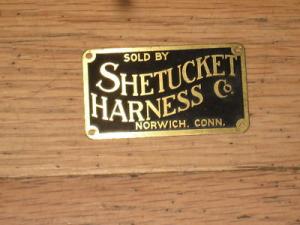 SOLD BY
SHETUCKET
HARNESS Co.
NORWICH. CONN.